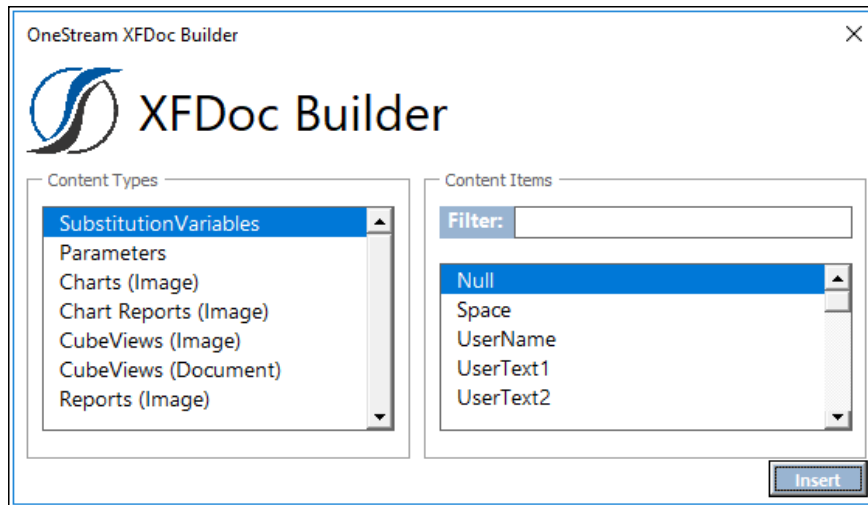 OneStream XFDoc Builder
XFDoc Builder
Content Types
SubstitutionVariables
Parameters
Charts (Image)
Chart Reports (Image)
CubeViews (Image)
CubeViews (Document)
Reports (Image)
Content Items
Filter:
Null
Space
UserName
UserText1
UserText2
Insert